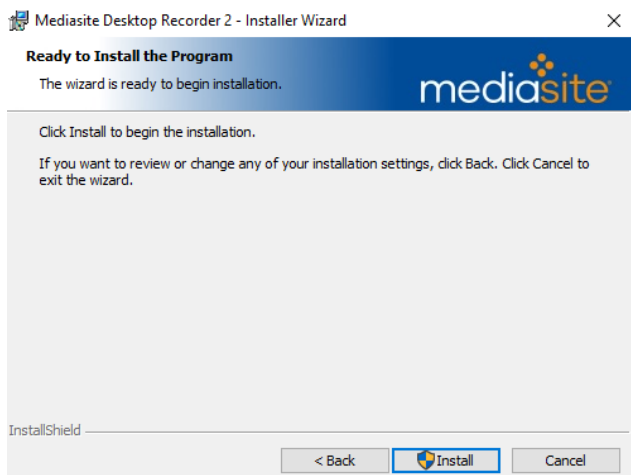 Mediasite Desktop Recorder 2 - Installer Wizard
Ready to Install the Program
The wizard is ready to begin installation.
mediasite
Click Install to begin the installation.
If you want to review or change any of your installation settings, click Back. Click Cancel to
exit the wizard.
InstallShield
< Back
Install
Cancel